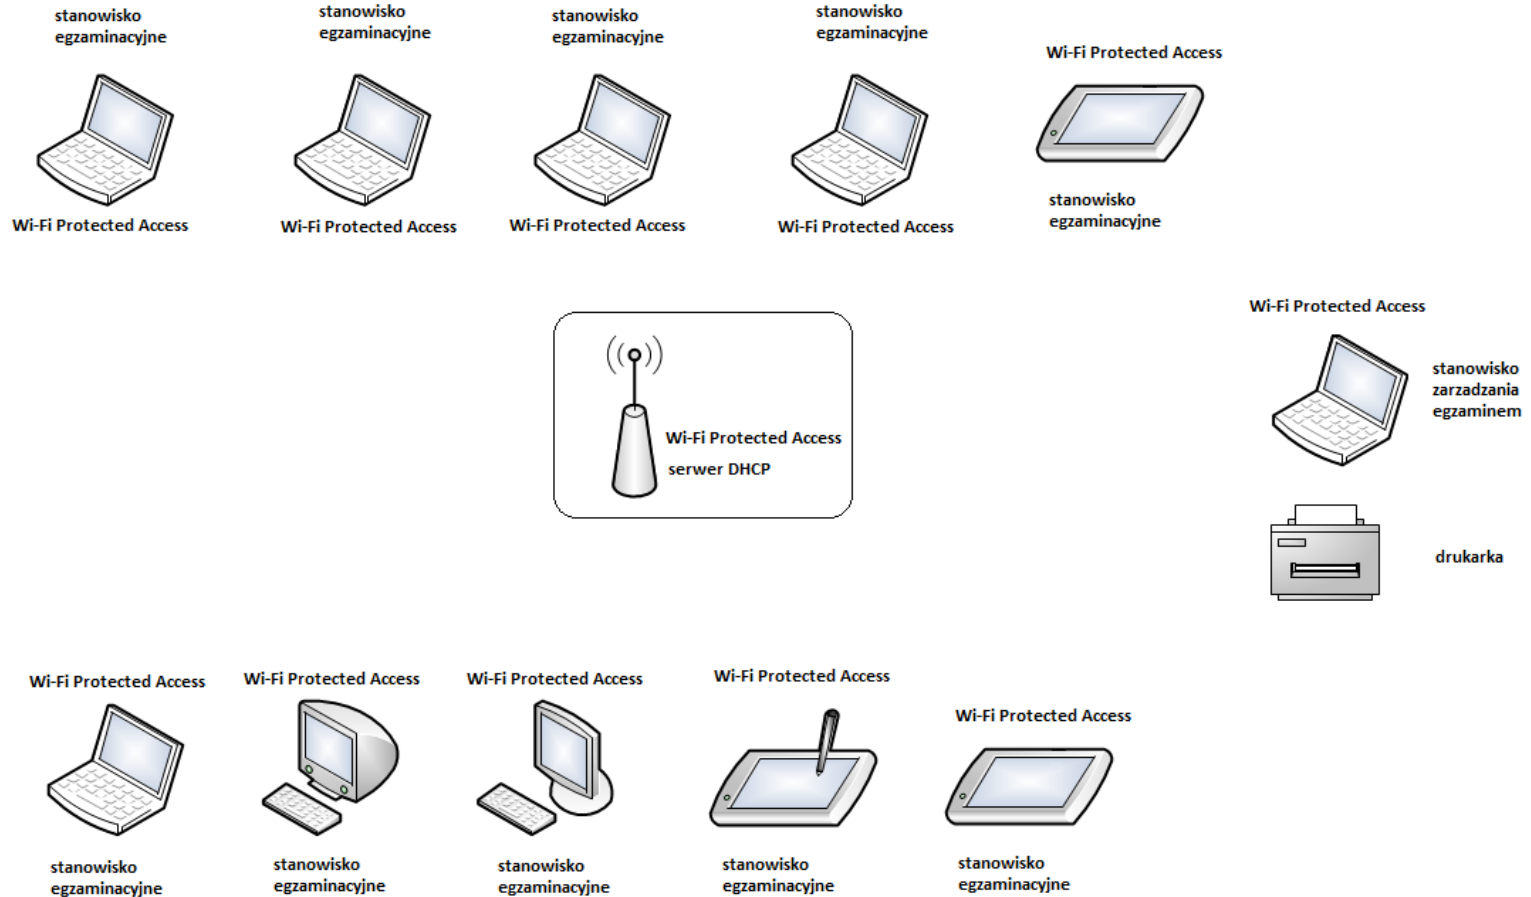 stanowisko
egzaminacyjne
stanowisko
egzaminacyjne
stanowisko
egzaminacyjne
stanowisko
egzaminacyjne
Wi-Fi Protected Access
Wi-Fi Protected Access
Wi-Fi Protected Access
Wi-Fi Protected Access
Wi-Fi Protected Access
stanowisko
egzaminacyjne
Wi-Fi Protected Access
serwer DHCP
Wi-Fi Protected Access
stanowisko
zarzadzania
egzaminem
drukarka
Wi-Fi Protected Access
Wi-Fi Protected Access
Wi-Fi Protected Access
Wi-Fi Protected Access
Wi-Fi Protected Access
stanowisko
egzaminacyjne
stanowisko
egzaminacyjne
stanowisko
egzaminacyjne
stanowisko
egzaminacyjne
stanowisko
egzaminacyjne